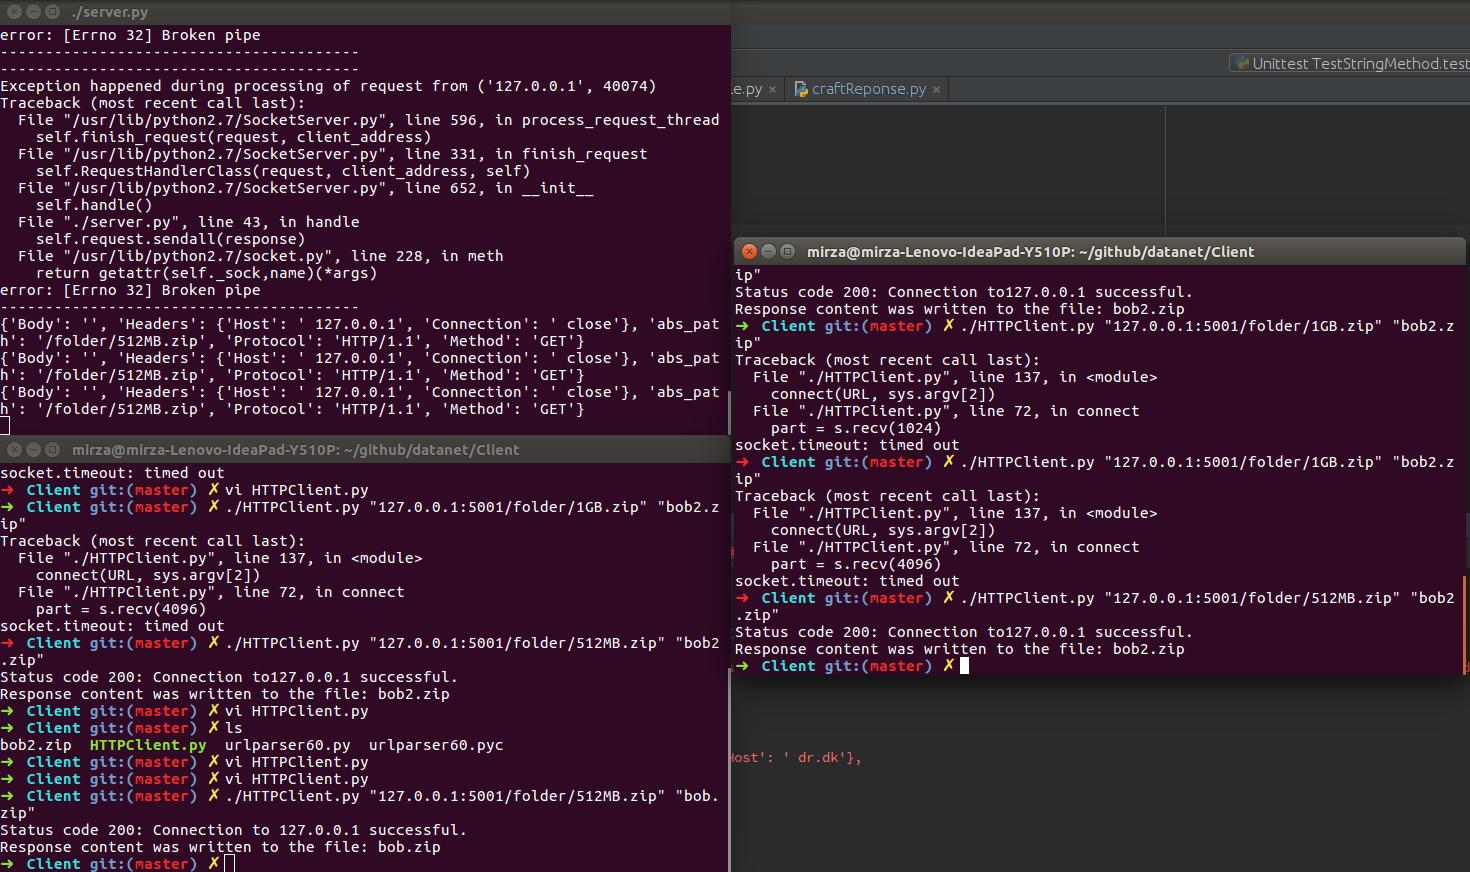 ./server.py
error: [Errno 32] Broken pipe
----------------------------------------
----------------------------------------
Exception happened during processing of request from ('127.0.0.1', 40074)
Traceback (most recent call last):
  File "/usr/lib/python2.7/SocketServer.py", line 596, in process_request_thread
    self.finish_request(request, client_address)
  File "/usr/lib/python2.7/SocketServer.py", line 331, in finish_request
    self.RequestHandlerClass(request, client_address, self)
  File "/usr/lib/python2.7/SocketServer.py", line 652, in __init__
    self.handle()
  File "./server.py", line 43, in handle
    self.request.sendall(response)
  File "/usr/lib/python2.7/socket.py", line 228, in meth
    return getattr(self._sock,name)(*args)
error: [Errno 32] Broken pipe
----------------------------------------
{'Body': '', 'Headers': {'Host': ' 127.0.0.1', 'Connection': ' close'}, 'abs_pat
h': '/folder/512MB.zip', 'Protocol': 'HTTP/1.1', 'Method': 'GET'}
{'Body': '', 'Headers': {'Host': ' 127.0.0.1', 'Connection': ' close'}, 'abs_pat
h': '/folder/512MB.zip', 'Protocol': 'HTTP/1.1', 'Method': 'GET'}
{'Body': '', 'Headers': {'Host': ' 127.0.0.1', 'Connection': ' close'}, 'abs_pat
h': '/folder/512MB.zip', 'Protocol': 'HTTP/1.1', 'Method': 'GET'}
mirza@mirza-Lenovo-IdeaPad-Y510P: ~/github/datanet/Client
socket.timeout: timed out
➜  Client git:(master) ✗ vi HTTPClient.py
➜  Client git:(master) ✗ ./HTTPClient.py "127.0.0.1:5001/folder/1GB.zip" "bob2.z
ip"
Traceback (most recent call last):
  File "./HTTPClient.py", line 137, in <module>
    connect(URL, sys.argv[2])
  File "./HTTPClient.py", line 72, in connect
    part = s.recv(4096)
socket.timeout: timed out
➜  Client git:(master) ✗ ./HTTPClient.py "127.0.0.1:5001/folder/512MB.zip" "bob2
.zip"
Status code 200: Connection to127.0.0.1 successful.
Response content was written to the file: bob2.zip
➜  Client git:(master) ✗ vi HTTPClient.py
➜  Client git:(master) ✗ ls
bob2.zip  HTTPClient.py  urlparser60.py  urlparser60.pyc
➜  Client git:(master) ✗ vi HTTPClient.py
➜  Client git:(master) ✗ vi HTTPClient.py
➜  Client git:(master) ✗ ./HTTPClient.py "127.0.0.1:5001/folder/512MB.zip" "bob.
zip"
Status code 200: Connection to 127.0.0.1 successful.
Response content was written to the file: bob.zip
➜  Client git:(master) ✗
Unittest TestStringMethod.test
le.py
craftReponse.py
mirza@mirza-Lenovo-IdeaPad-Y510P: ~/github/datanet/Client
ip"
Status code 200: Connection to127.0.0.1 successful.
Response content was written to the file: bob2.zip
➜  Client git:(master) ✗ ./HTTPClient.py "127.0.0.1:5001/folder/1GB.zip" "bob2.z
ip"
Traceback (most recent call last):
  File "./HTTPClient.py", line 137, in <module>
    connect(URL, sys.argv[2])
  File "./HTTPClient.py", line 72, in connect
    part = s.recv(1024)
socket.timeout: timed out
➜  Client git:(master) ✗ ./HTTPClient.py "127.0.0.1:5001/folder/1GB.zip" "bob2.z
ip"
Traceback (most recent call last):
  File "./HTTPClient.py", line 137, in <module>
    connect(URL, sys.argv[2])
  File "./HTTPClient.py", line 72, in connect
    part = s.recv(4096)
socket.timeout: timed out
➜  Client git:(master) ✗ ./HTTPClient.py "127.0.0.1:5001/folder/512MB.zip" "bob2
.zip"
Status code 200: Connection to127.0.0.1 successful.
Response content was written to the file: bob2.zip
➜  Client git:(master) ✗
Host': ' dr.dk'},